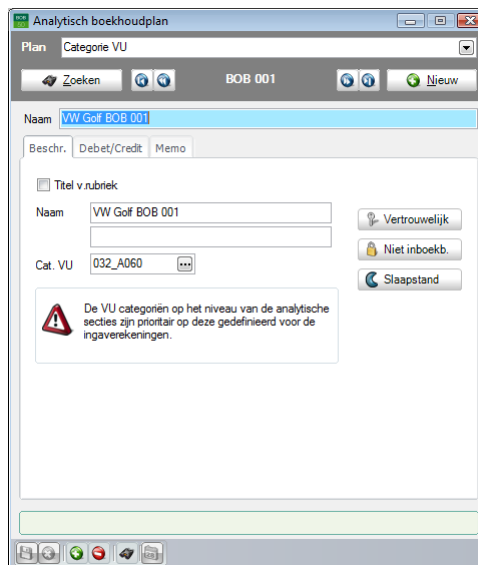 Analytisch boekhoudplan
Plan Categorie VU
Zoeken BOB 001 Nieuw
Naam VW Golf BOB 001
Beschr. Debet/Credit Memo
Titel v.rubriek
Naam VW Golf BOB 001
Vertrouwelijk
Niet inboekb.
Cat. VU 032_A060 ...
Slaapstand
De VU categoriën op het niveau van de analytische
secties zijn prioritair op deze gedefinieerd voor de
ingaverekeningen.